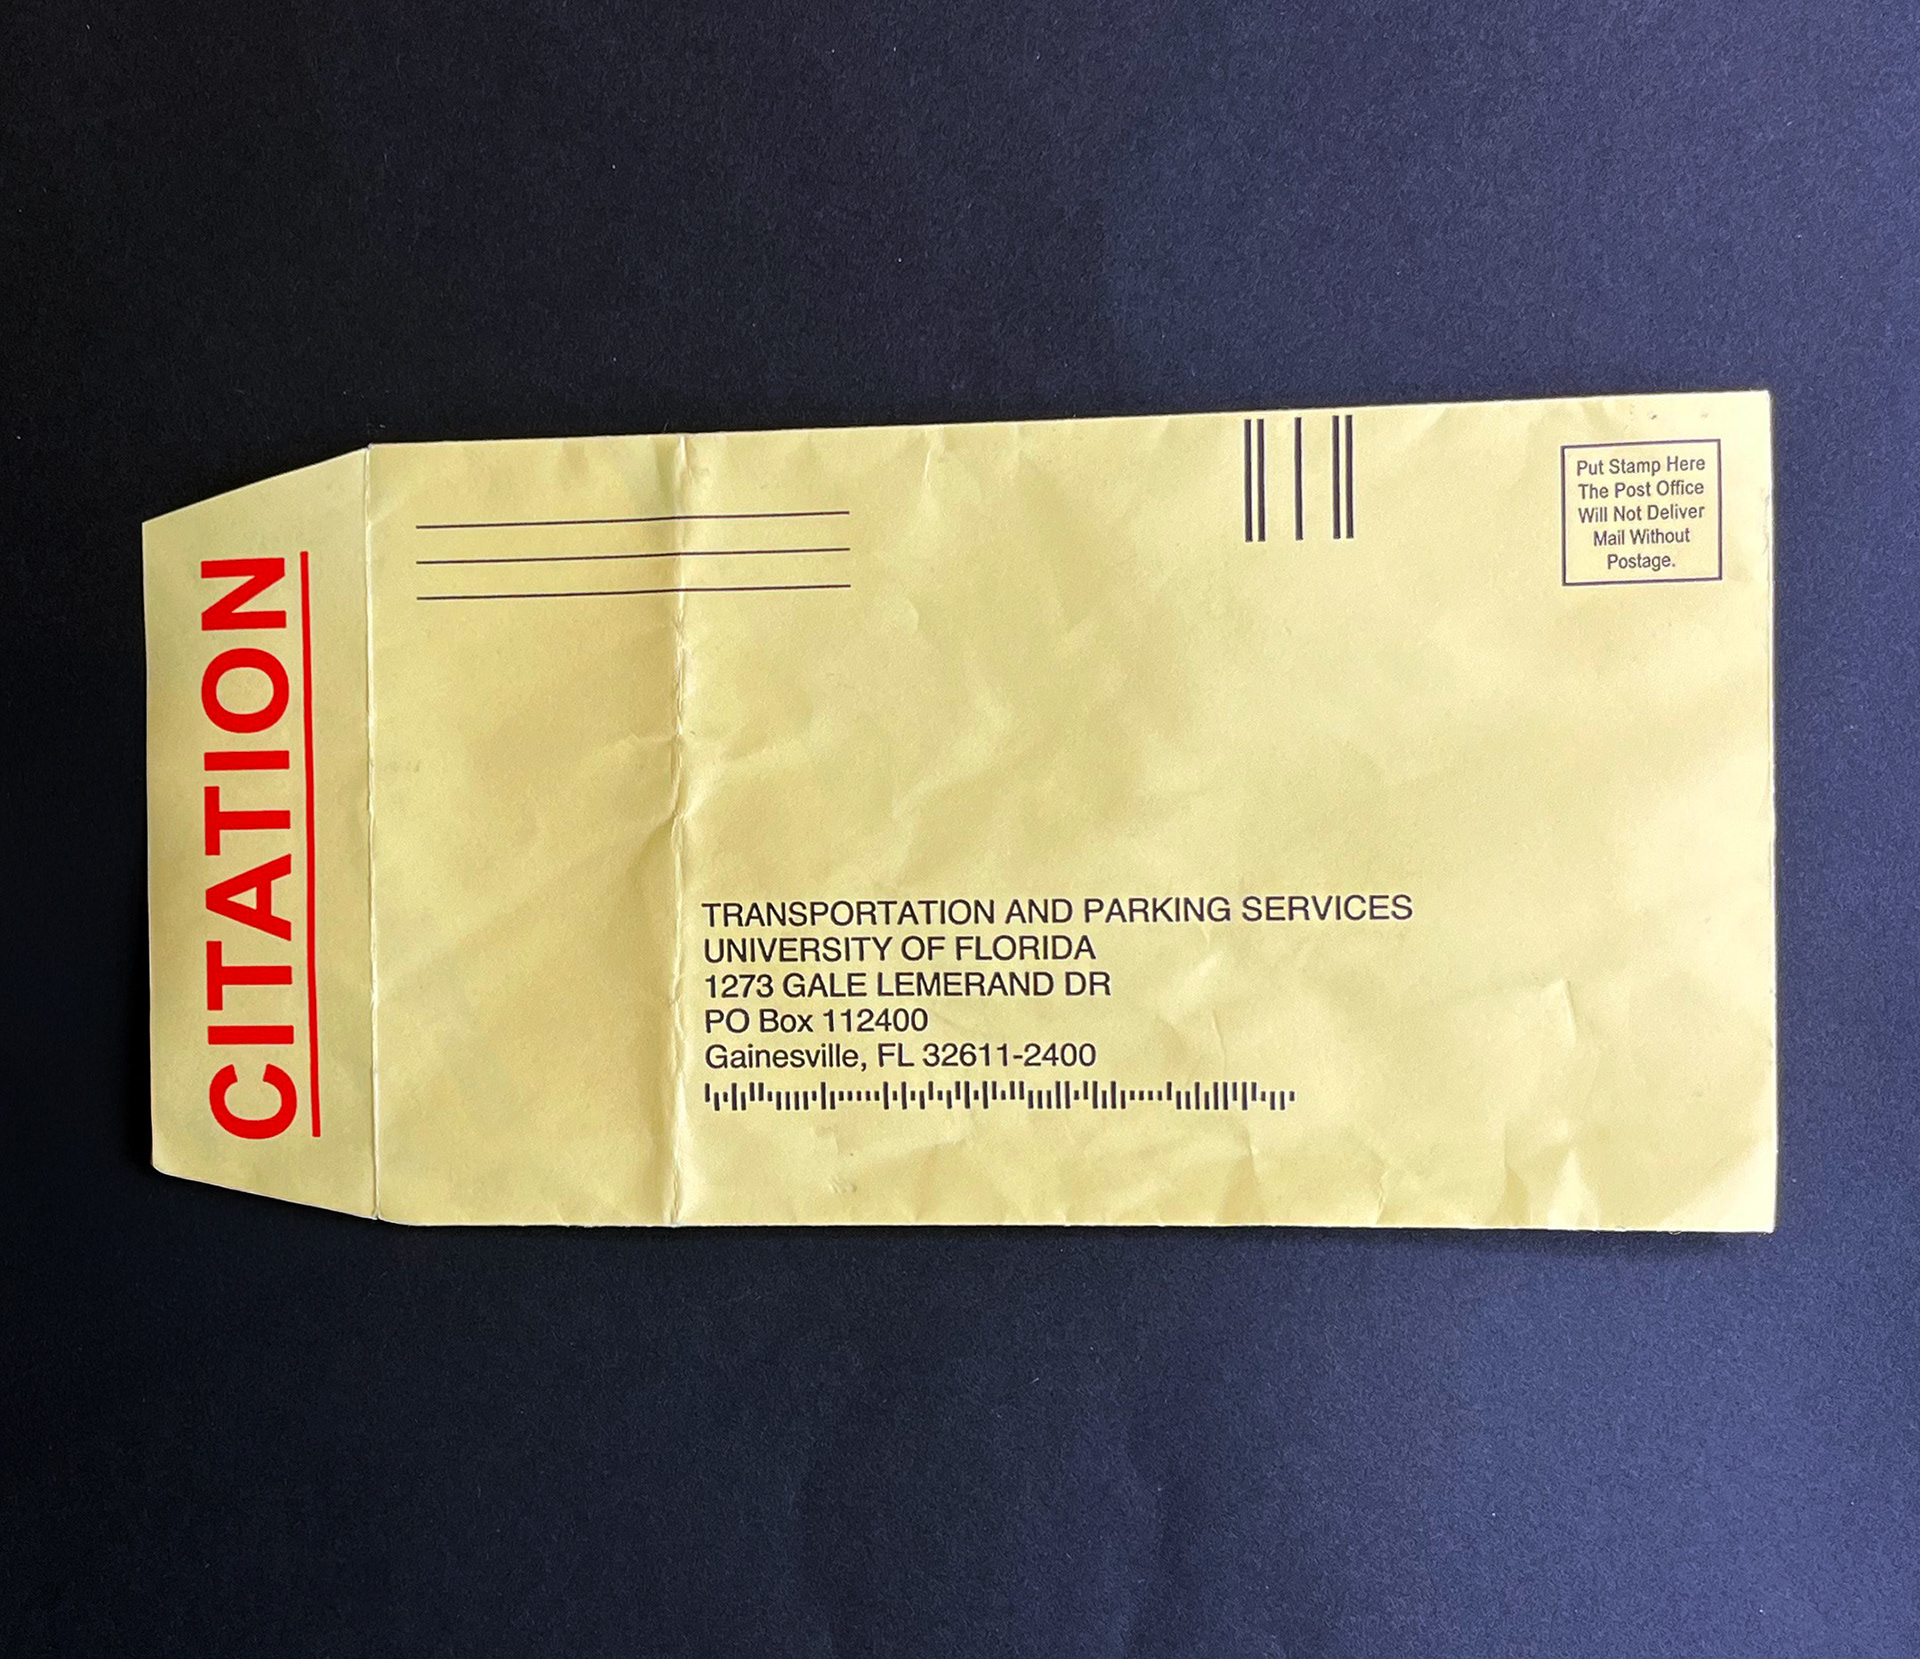 CITATION
Put Stamp Here
The Post Office
Will Not Deliver
Mail Without
Postage.
TRANSPORTATION AND PARKING SERVICES
UNIVERSITY OF FLORIDA
1273 GALE LEMERAND DR
PO Box 112400
Gainesville, FL 32611-2400